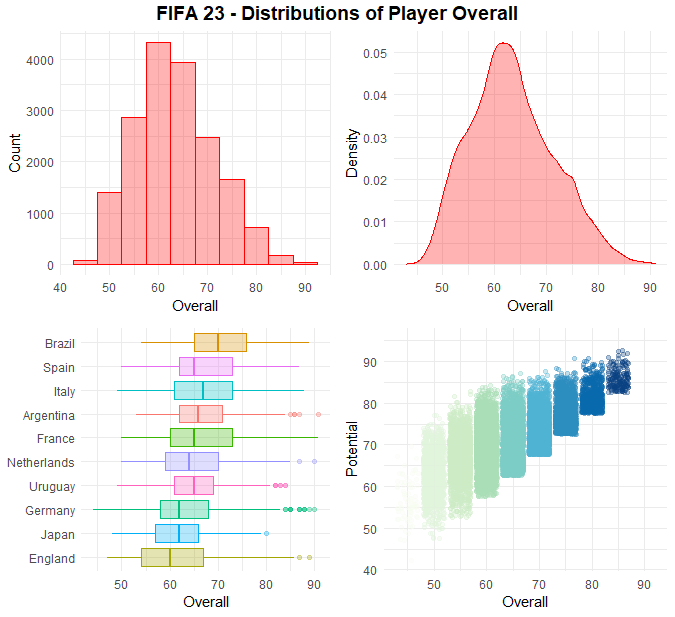 FIFA 23 - Distributions of Player Overall
Count
4000
3000
2000
1000
0
40 50 60 70 80 90
Overall
Density
0.05
0.04
0.03
0.02
0.01
0.00
50 60 70 80 90
Overall
Brazil
Spain
Italy
Argentina
France
Netherlands
Uruguay
Germany
Japan
England
50 60 70 80 90
Overall
Potential
90
80
70
60
50
40
50 60 70 80 90
Overall